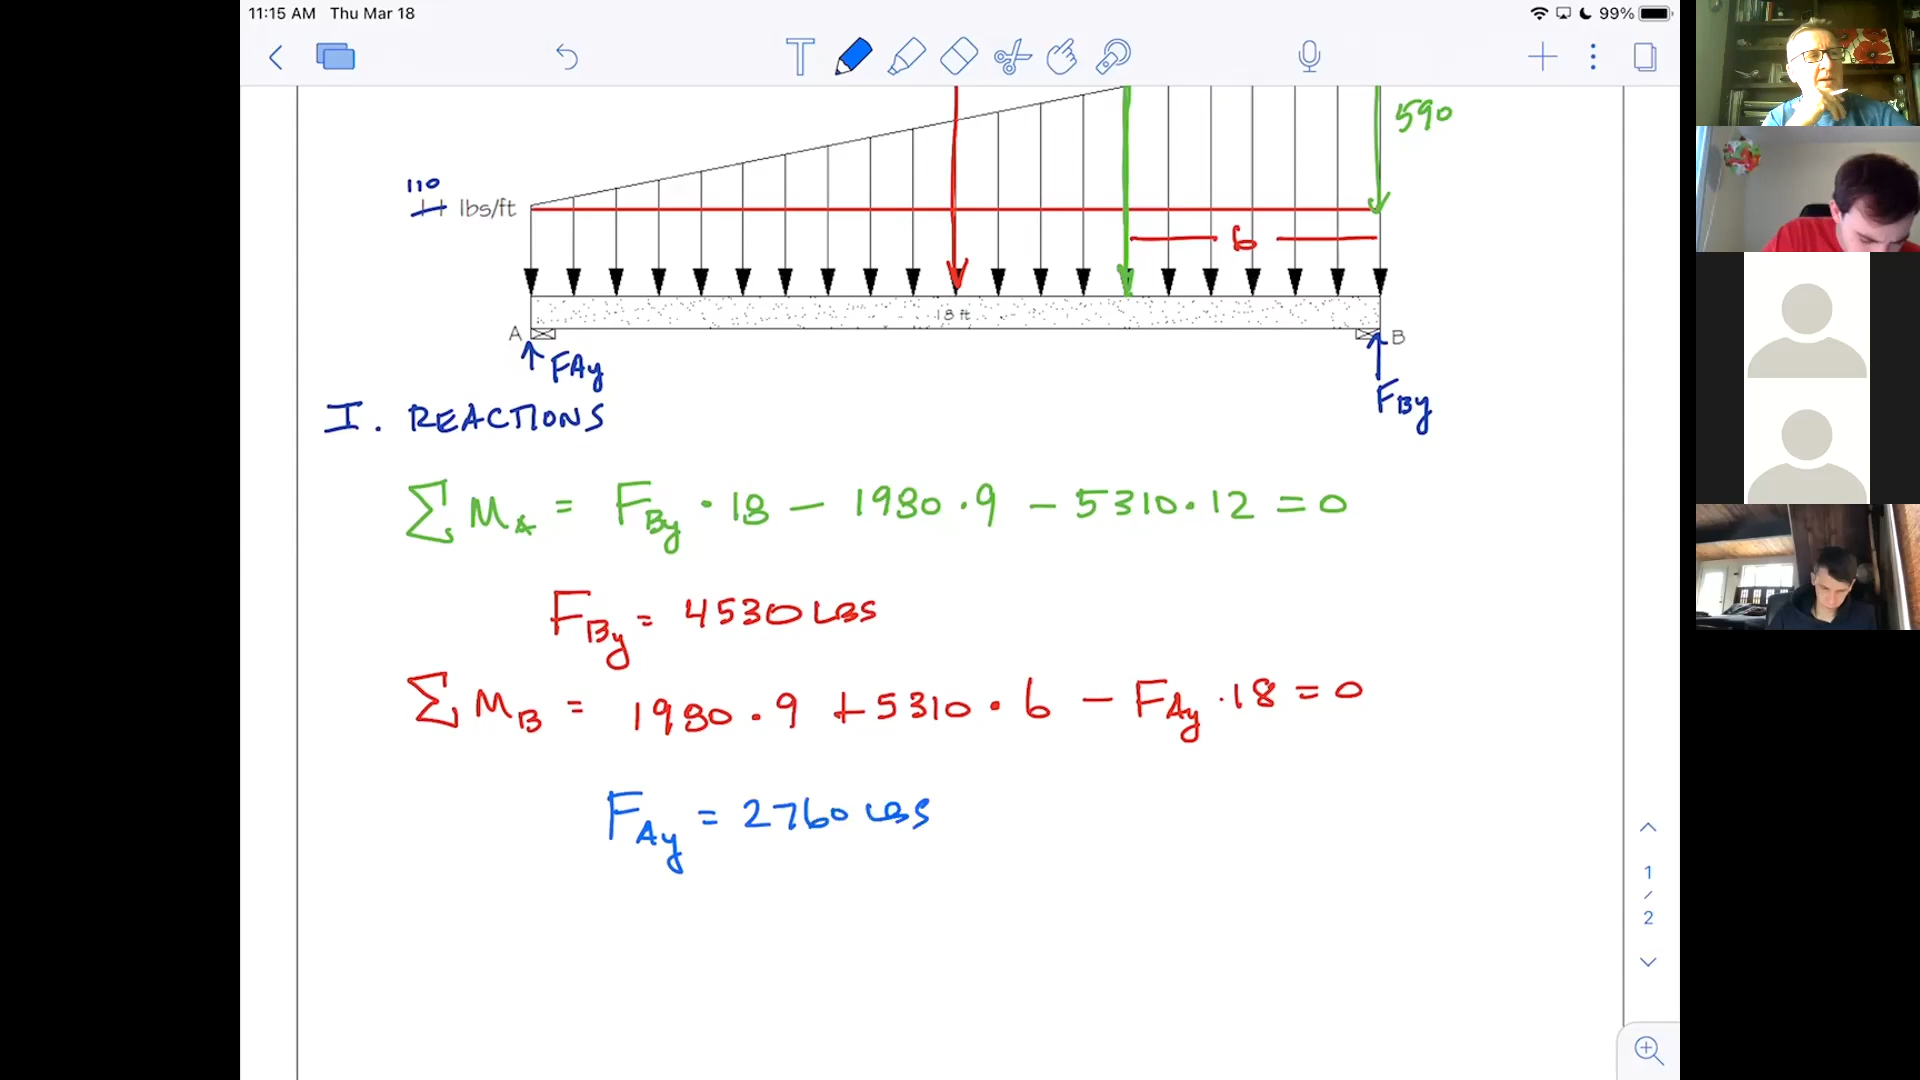 11:15 AM Thu Mar 18
99%
590
110
11 lbs/ft
6
18 ft
A
B
FAy
FBy
I. REACTIONS
∑ MA = FBy · 18 − 1980 · 9 − 5310 · 12 = 0
FBy = 4530 LBS
∑ MB = 1980 · 9 + 5310 · 6 − FAy · 18 = 0
FAy = 2760 LBS
1
/
2